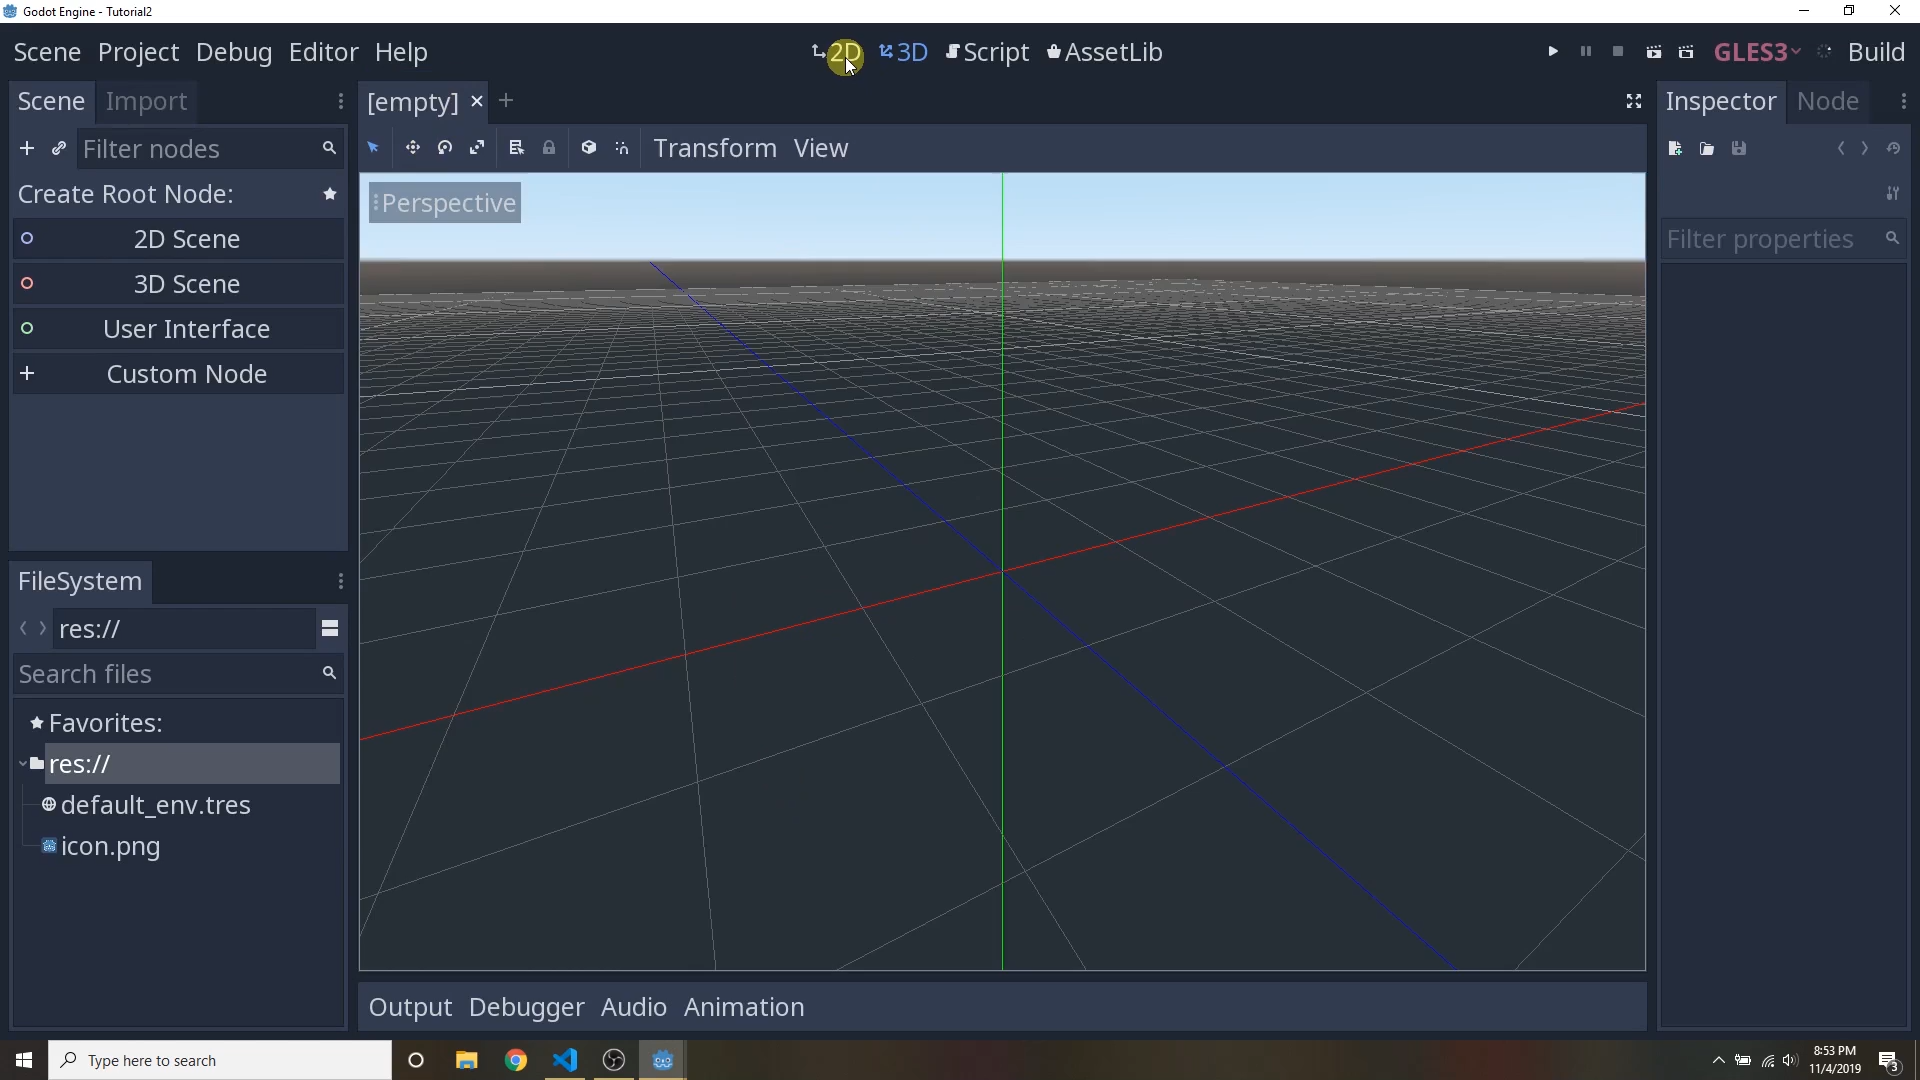 Godot Engine - Tutorial2
Scene Project Debug Editor Help
2D 3D Script AssetLib
GLES3 Build
Scene Import
[empty]
Inspector Node
Filter nodes
Transform View
Create Root Node:
Perspective
2D Scene
Filter properties
3D Scene
User Interface
Custom Node
FileSystem
res://
Search files
Favorites:
res://
default_env.tres
icon.png
Output Debugger Audio Animation
Type here to search
8:53 PM
11/4/2019
3